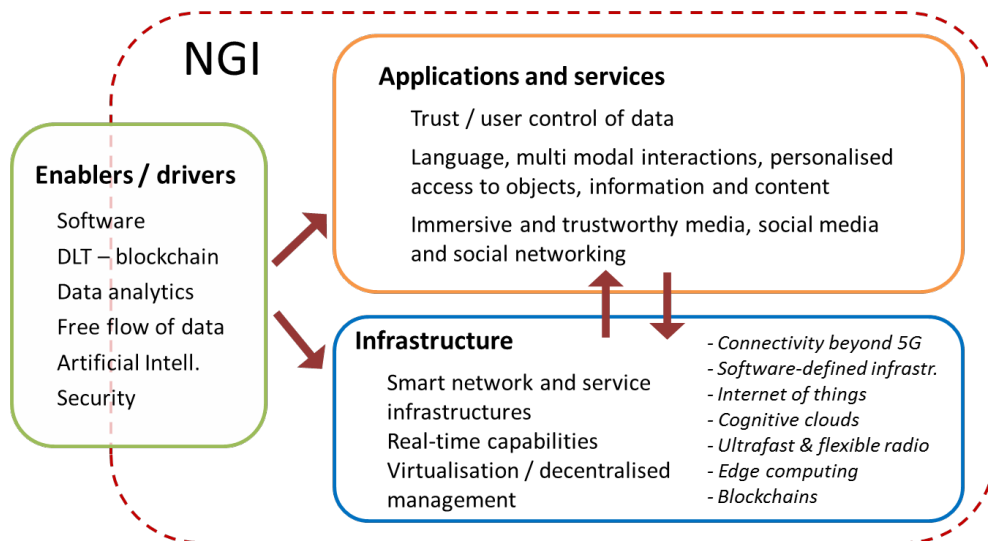 NGI
Enablers / drivers
Software
DLT – blockchain
Data analytics
Free flow of data
Artificial Intell.
Security
Applications and services
Trust / user control of data
Language, multi modal interactions, personalised
access to objects, information and content
Immersive and trustworthy media, social media
and social networking
Infrastructure
Smart network and service
infrastructures
Real-time capabilities
Virtualisation / decentralised
management
- Connectivity beyond 5G
- Software-defined infrastr.
- Internet of things
- Cognitive clouds
- Ultrafast & flexible radio
- Edge computing
- Blockchains